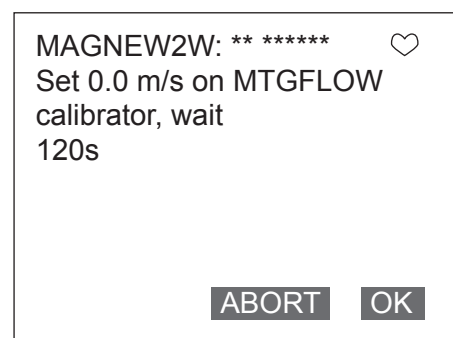 MAGNEW2W: ** ******
Set 0.0 m/s on MTGFLOW
calibrator, wait
120s
ABORT OK